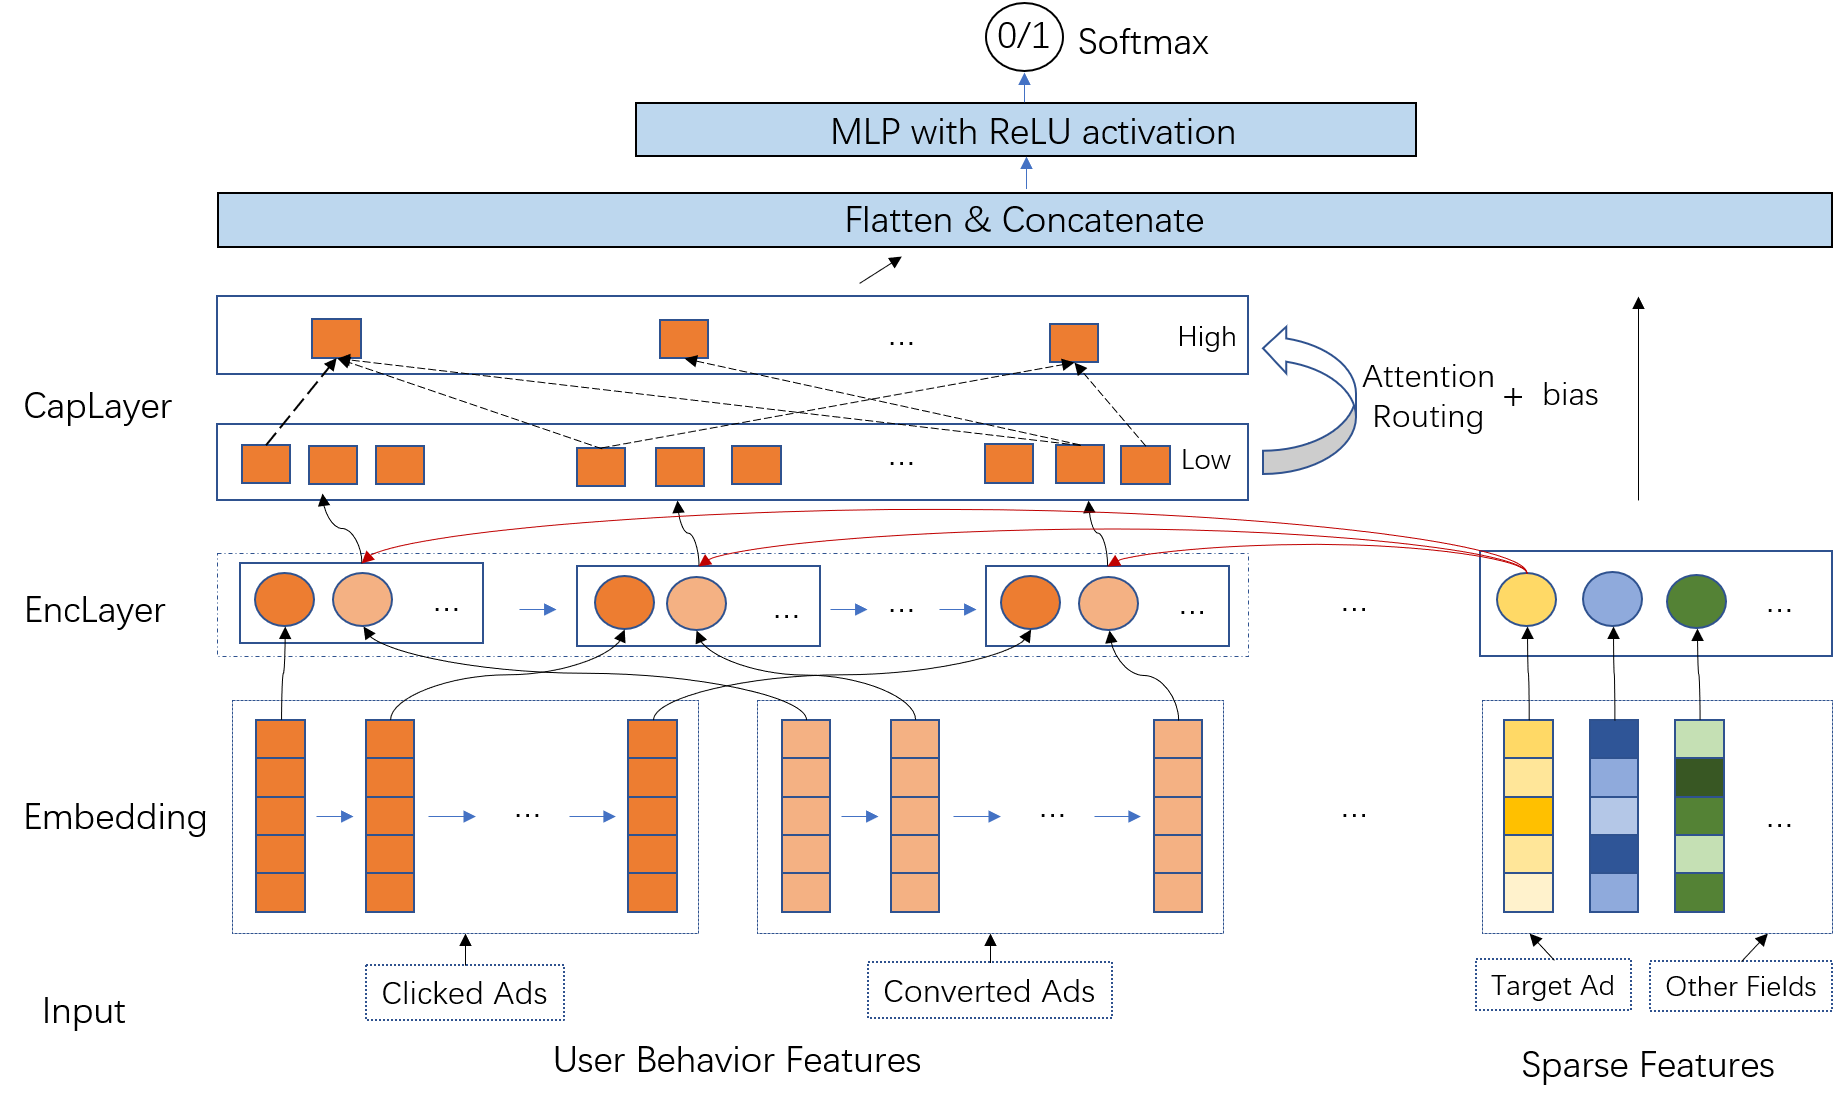 0/1 Softmax
MLP with ReLU activation
Flatten & Concatenate
...
High
CapLayer
Attention
Routing
+ bias
...
Low
EncLayer
...
...
...
...
...
...
Embedding
...
...
...
...
Clicked Ads
Converted Ads
Target Ad
Other Fields
Input
User Behavior Features
Sparse Features